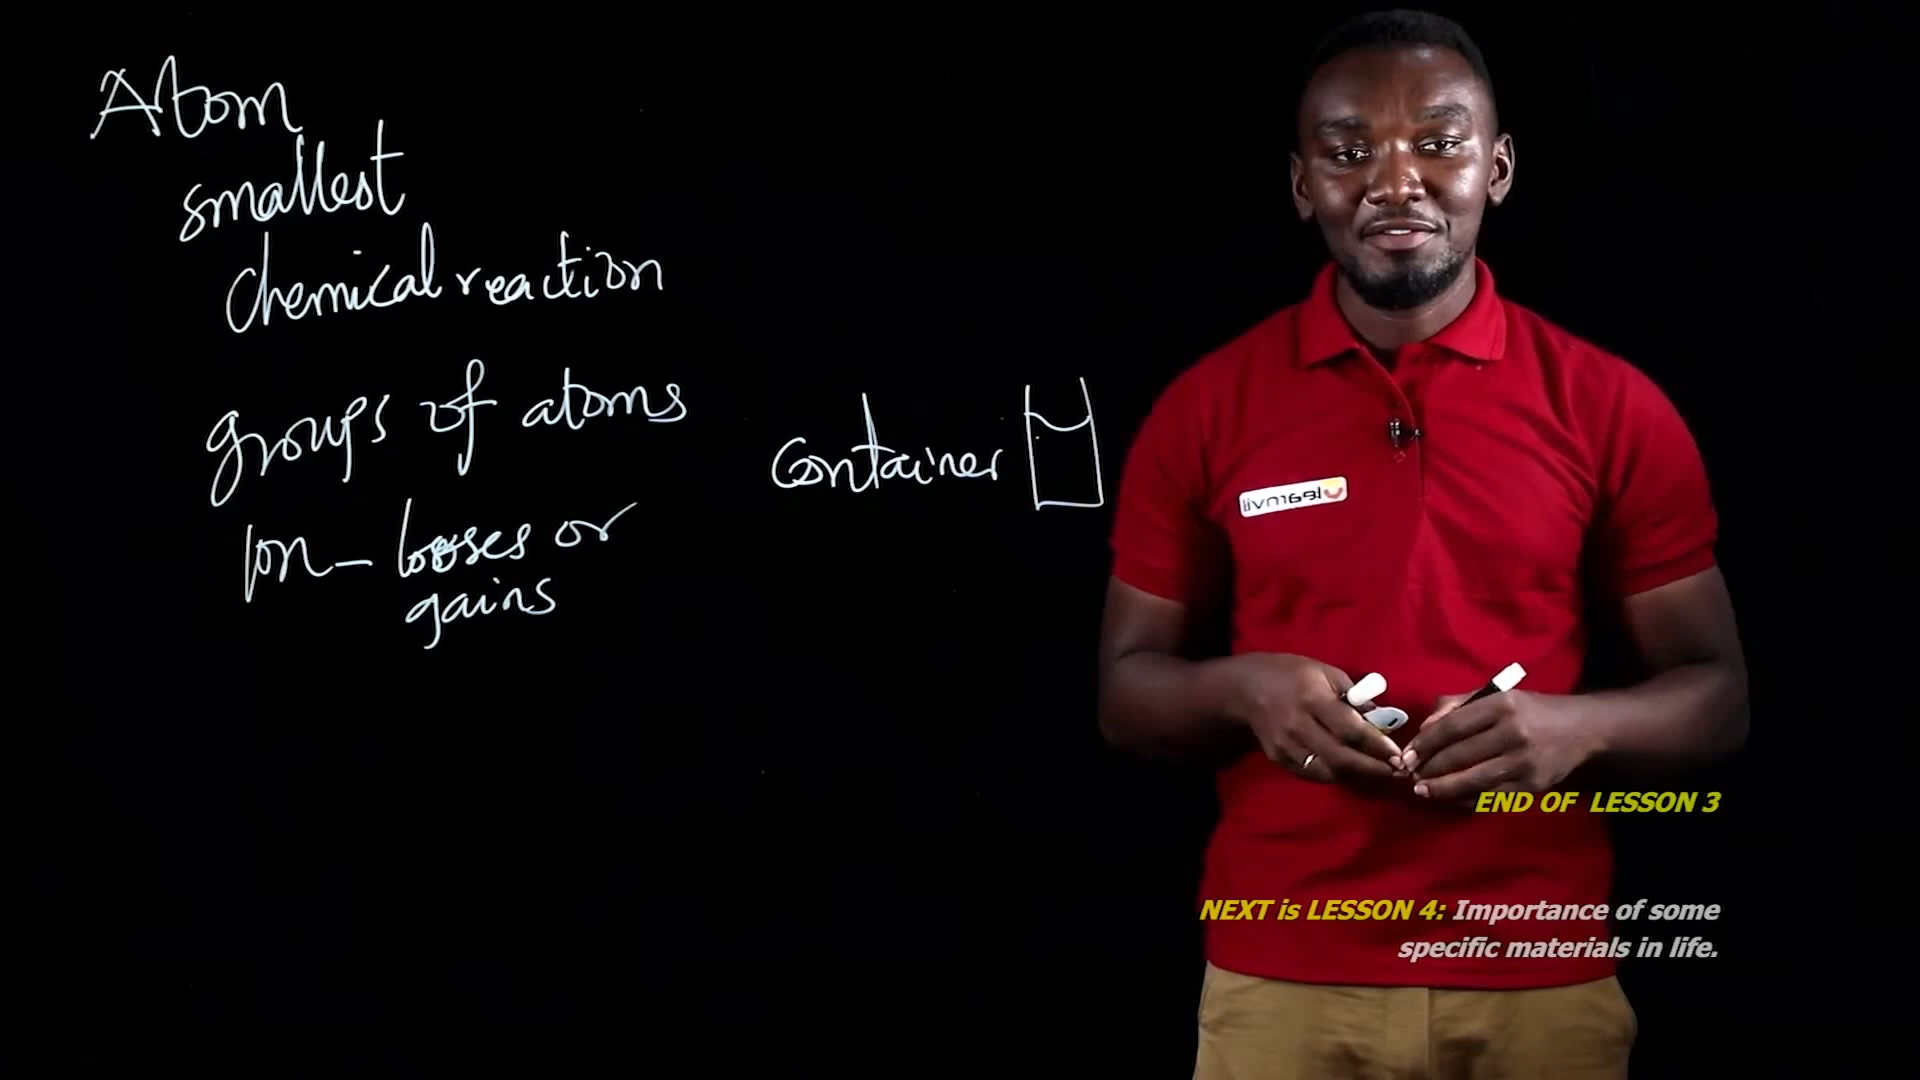 Atom
smallest
chemical reaction
groups of atoms
Ion - looses or
gains
container
learnvil
END OF LESSON 3
NEXT is LESSON 4: Importance of some
specific materials in life.